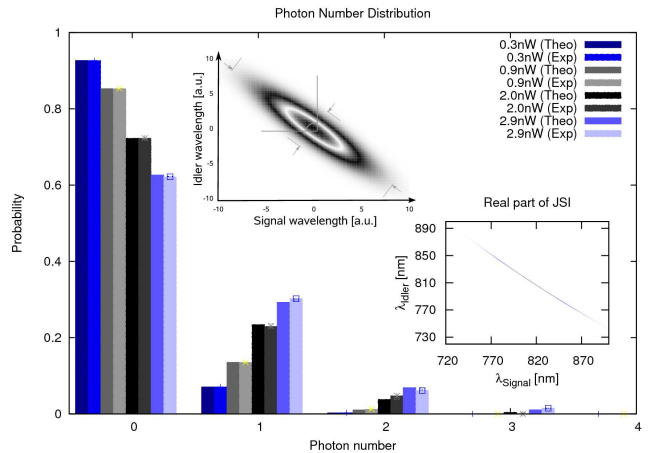 Photon Number Distribution
1
0.8
0.6
0.4
0.2
0
Probability
0 1 2 3 4
Photon number
0.3nW (Theo)
0.3nW (Exp)
0.9nW (Theo)
0.9nW (Exp)
2.0nW (Theo)
2.0nW (Exp)
2.9nW (Theo)
2.9nW (Exp)
10
5
0
-5
-10
Idler wavelength [a.u.]
-10 -5 0 5 10
Signal wavelength [a.u.]
Real part of JSI
890
850
810
770
730
λIdler [nm]
720 770 820 870
λSignal [nm]